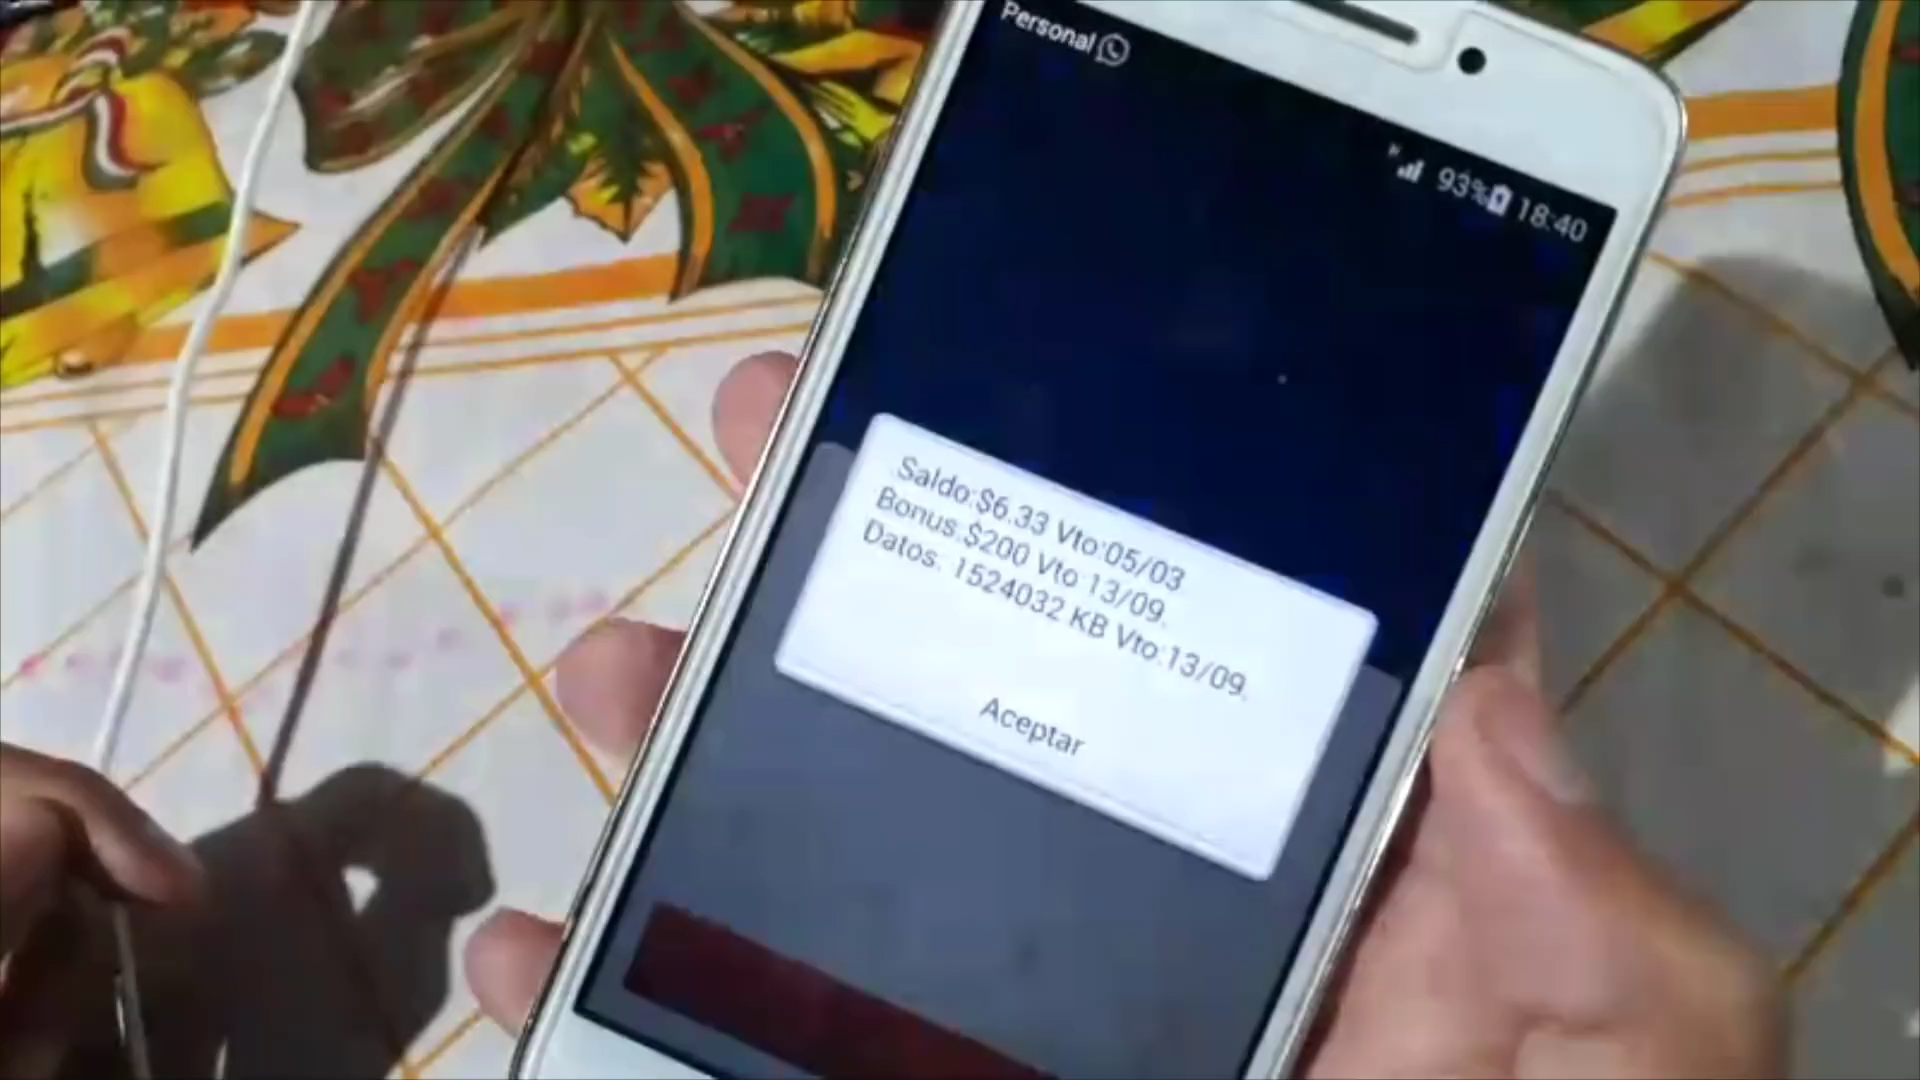 Personal
93% 18:40
Saldo:$6.33 Vto:05/03
Bonus:$200 Vto:13/09.
Datos: 1524032 KB Vto:13/09.
Aceptar